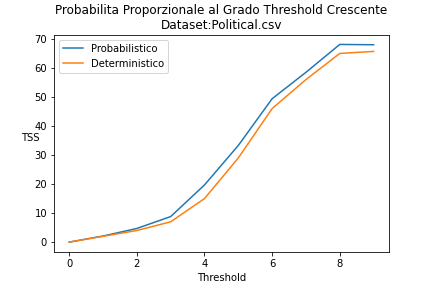 Probabilita Proporzionale al Grado Threshold Crescente
Dataset:Political.csv
70
60
50
40
30
20
10
0
TSS
Probabilistico
Deterministico
0 2 4 6 8
Threshold